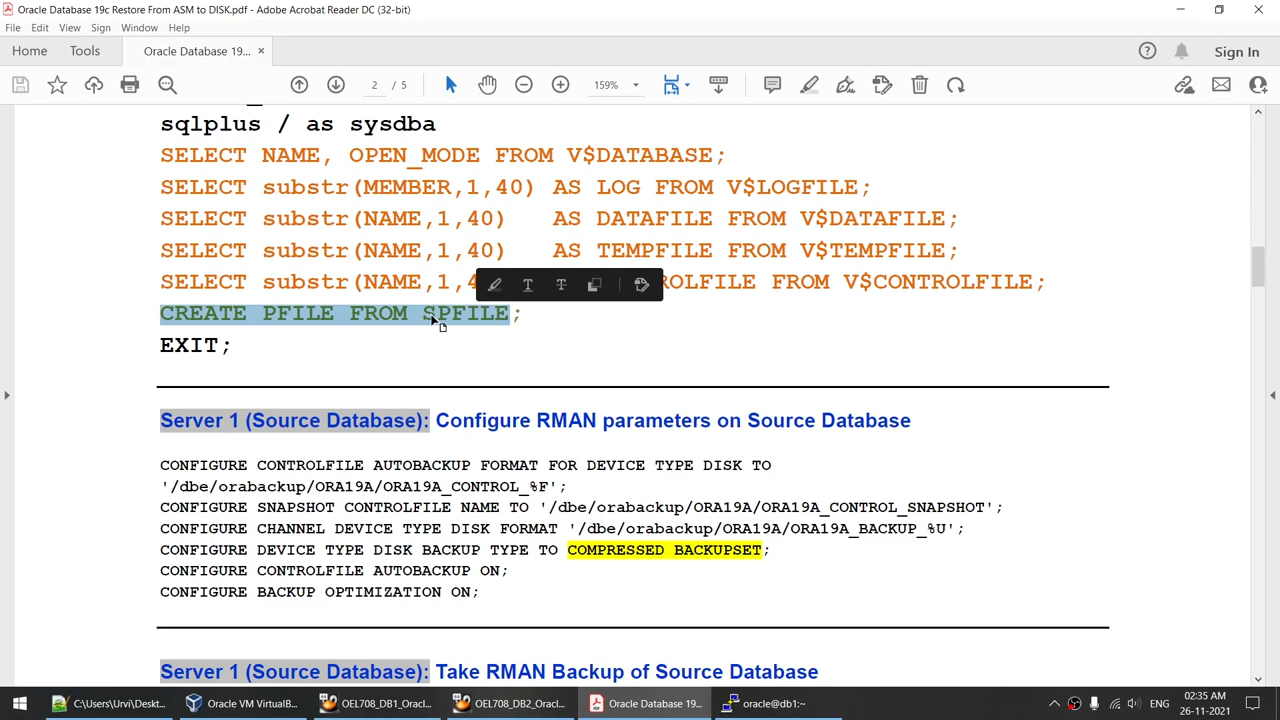 Oracle Database 19c Restore From ASM to DISK.pdf - Adobe Acrobat Reader DC (32-bit)
File Edit View Sign Window Help
Home Tools Oracle Database 19... × Sign In
2 / 5 159%
sqlplus / as sysdba
SELECT NAME, OPEN_MODE FROM V$DATABASE;
SELECT substr(MEMBER,1,40) AS LOG FROM V$LOGFILE;
SELECT substr(NAME,1,40) AS DATAFILE FROM V$DATAFILE;
SELECT substr(NAME,1,40) AS TEMPFILE FROM V$TEMPFILE;
SELECT substr(NAME,1,4 ROLFILE FROM V$CONTROLFILE;
CREATE PFILE FROM SPFILE;
EXIT;
Server 1 (Source Database): Configure RMAN parameters on Source Database
CONFIGURE CONTROLFILE AUTOBACKUP FORMAT FOR DEVICE TYPE DISK TO
'/dbe/orabackup/ORA19A/ORA19A_CONTROL_%F';
CONFIGURE SNAPSHOT CONTROLFILE NAME TO '/dbe/orabackup/ORA19A/ORA19A_CONTROL_SNAPSHOT';
CONFIGURE CHANNEL DEVICE TYPE DISK FORMAT '/dbe/orabackup/ORA19A/ORA19A_BACKUP_%U';
CONFIGURE DEVICE TYPE DISK BACKUP TYPE TO COMPRESSED BACKUPSET;
CONFIGURE CONTROLFILE AUTOBACKUP ON;
CONFIGURE BACKUP OPTIMIZATION ON;
Server 1 (Source Database): Take RMAN Backup of Source Database
C:\Users\Urvi\Deskt... Oracle VM VirtualB... OEL708_DB1_Oracl... OEL708_DB2_Oracl... Oracle Database 19... oracle@db1:~ ENG 02:35 AM
26-11-2021